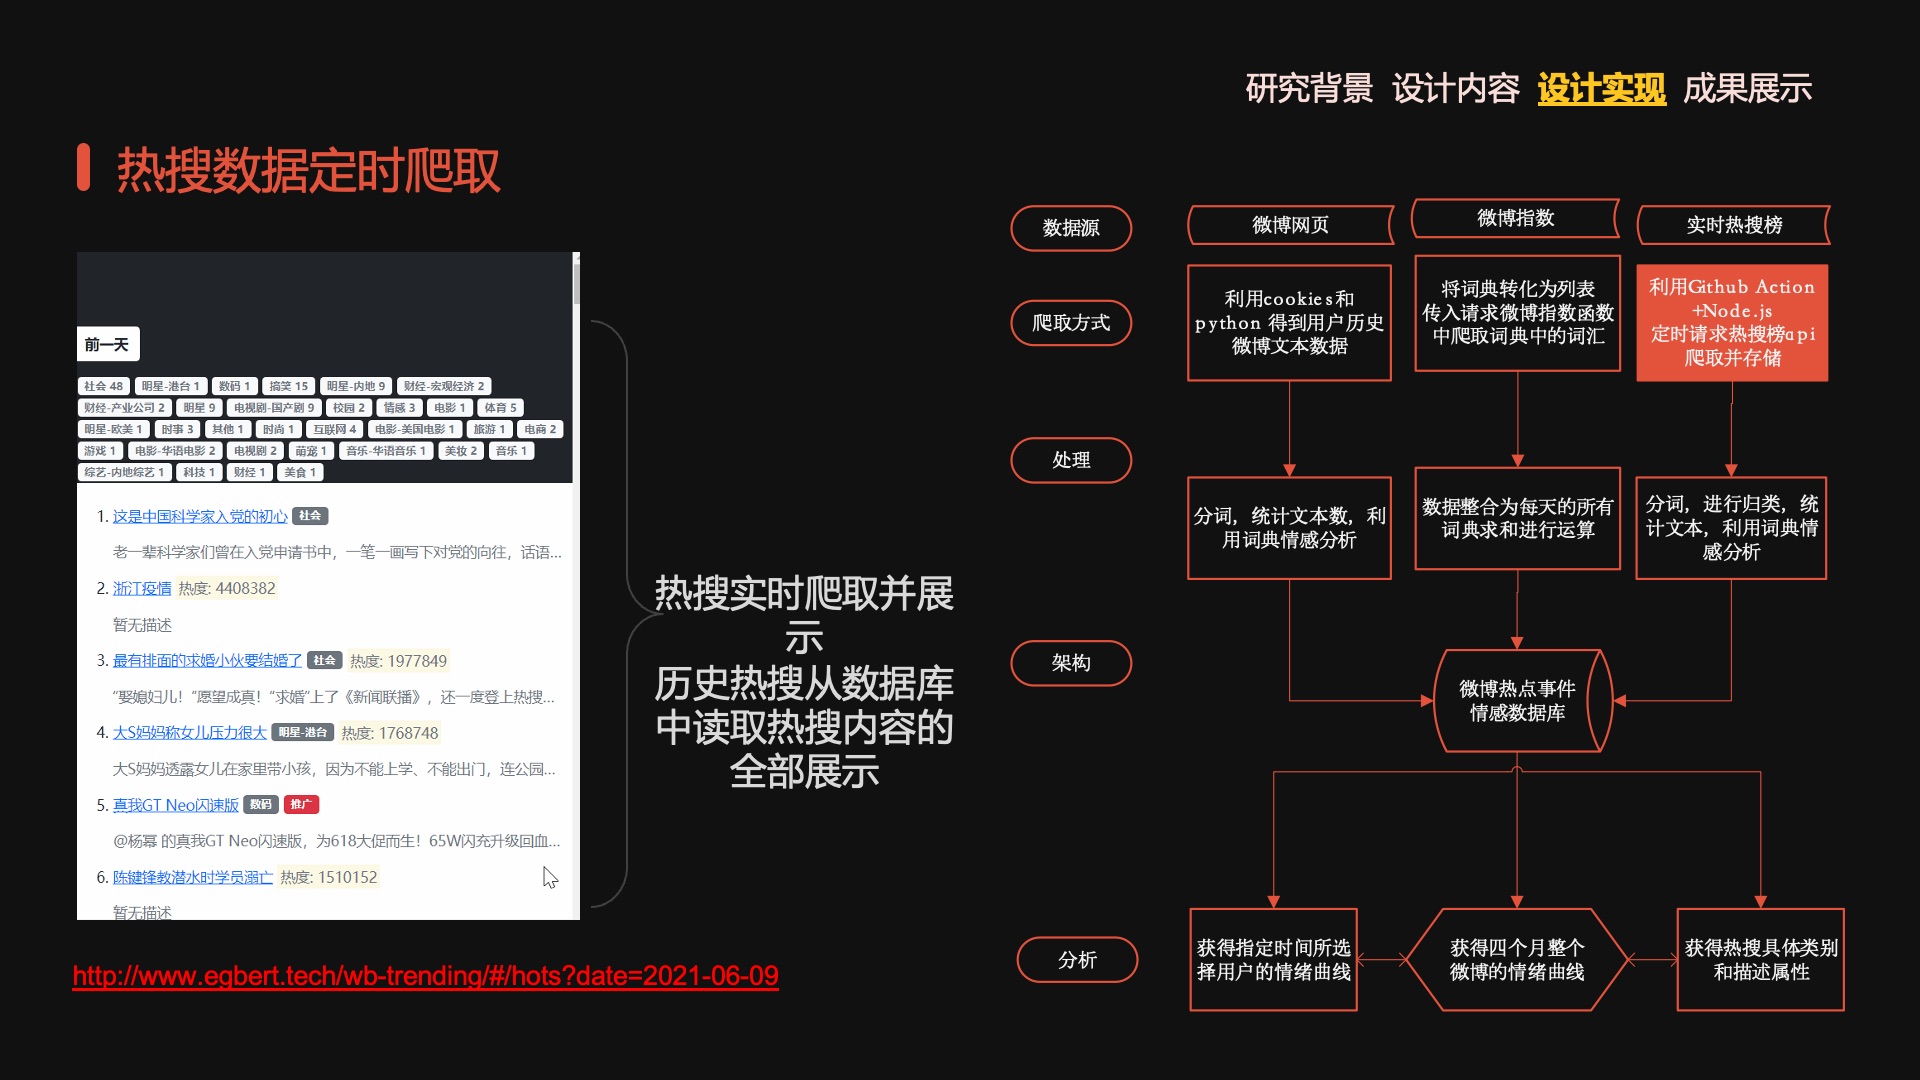 研究背景 设计内容 设计实现 成果展示
热搜数据定时爬取
前一天
社会 48 明星-港台 1 数码 1 搞笑 15 明星-内地 9 财经-宏观经济 2
财经-产业公司 2 明星 9 电视剧-国产剧 9 校园 2 情感 3 电影 1 体育 5
明星-欧美 1 时事 3 其他 1 时尚 1 互联网 4 电影-美国电影 1 旅游 1 电商 2
游戏 1 电影-华语电影 2 电视剧 2 萌宠 1 音乐-华语音乐 1 美妆 2 音乐 1
综艺-内地综艺 1 科技 1 财经 1 美食 1
1. 这是中国科学家入党的初心 社会
老一辈科学家们曾在入党申请书中，一笔一画写下对党的向往，话语...
2. 浙江疫情 热度: 4408382
暂无描述
3. 最有排面的求婚小伙要结婚了 社会 热度: 1977849
“娶媳妇儿！“愿望成真！“求婚”上了《新闻联播》，还一度登上热搜...
4. 大S妈妈称女儿压力很大 明星-港台 热度: 1768748
大S妈妈透露女儿在家里带小孩，因为不能上学、不能出门，连公园...
5. 真我GT Neo闪速版 数码 推广
@杨幂 的真我GT Neo闪速版，为618大促而生！65W闪充升级回血...
6. 陈键锋教潜水时学员溺亡 热度: 1510152
暂无描述
热搜实时爬取并展
示
历史热搜从数据库
中读取热搜内容的
全部展示
http://www.egbert.tech/wb-trending/#/hots?date=2021-06-09
数据源
微博网页
微博指数
实时热搜榜
爬取方式
利用cookies和
python 得到用户历史
微博文本数据
将词典转化为列表
传入请求微博指数函数
中爬取词典中的词汇
利用Github Action
+Node.js
定时请求热搜榜api
爬取并存储
处理
分词，统计文本数，利
用词典情感分析
数据整合为每天的所有
词典求和进行运算
分词，进行归类，统
计文本，利用词典情
感分析
架构
微博热点事件
情感数据库
分析
获得指定时间所选
择用户的情绪曲线
获得四个月整个
微博的情绪曲线
获得热搜具体类别
和描述属性